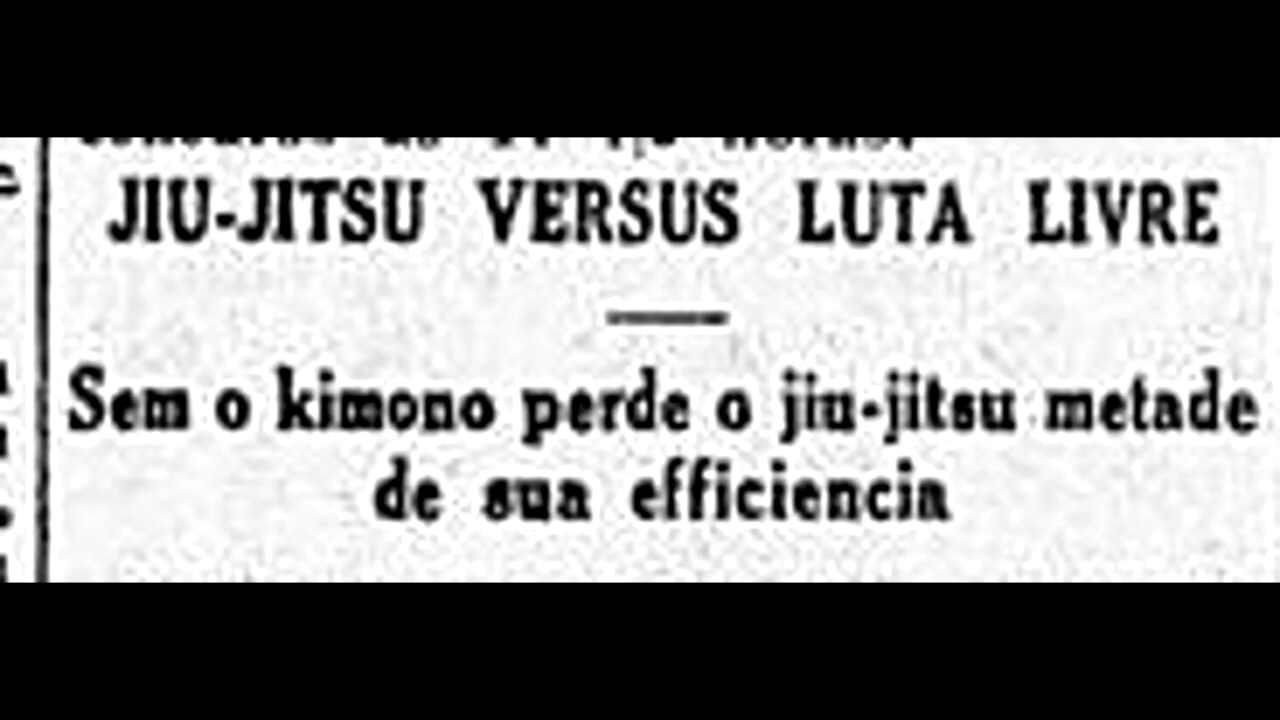 JIU-JITSU VERSUS LUTA LIVRE
Sem o kimono perde o jiu-jitsu metade
de sua efficiencia